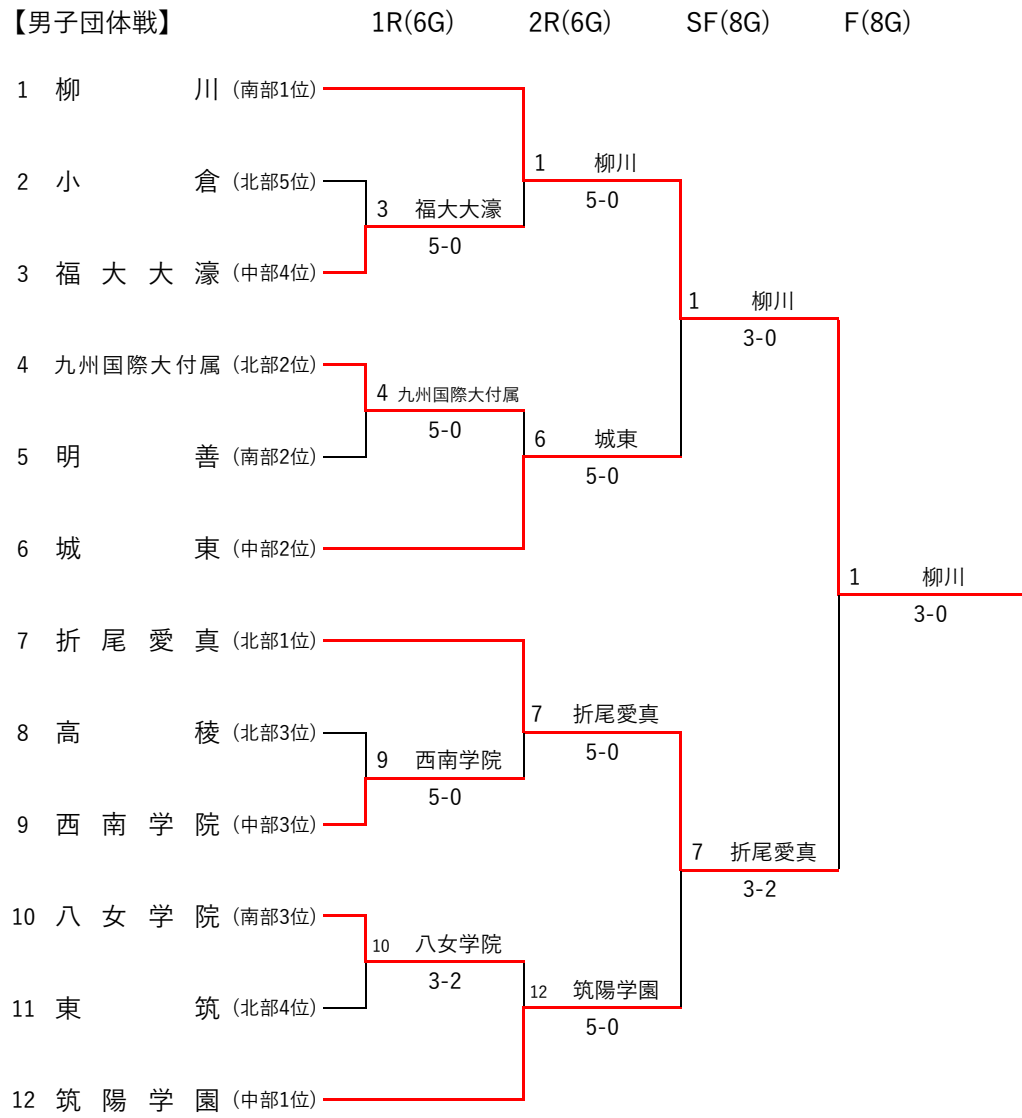 【男子団体戦】 1R(6G) 2R(6G) SF(8G) F(8G)
1 柳川 (南部1位)
1 柳川
2 小倉 (北部5位)
5-0
3 福大大濠
5-0
3 福大大濠 (中部4位)
1 柳川
3-0
4 九州国際大付属 (北部2位)
4 九州国際大付属
5-0
6 城東
5 明善 (南部2位)
5-0
6 城東 (中部2位)
1 柳川
3-0
7 折尾愛真 (北部1位)
7 折尾愛真
8 高稜 (北部3位)
5-0
9 西南学院
5-0
9 西南学院 (中部3位)
7 折尾愛真
3-2
10 八女学院 (南部3位)
10 八女学院
3-2
12 筑陽学園
11 東筑 (北部4位)
5-0
12 筑陽学園 (中部1位)